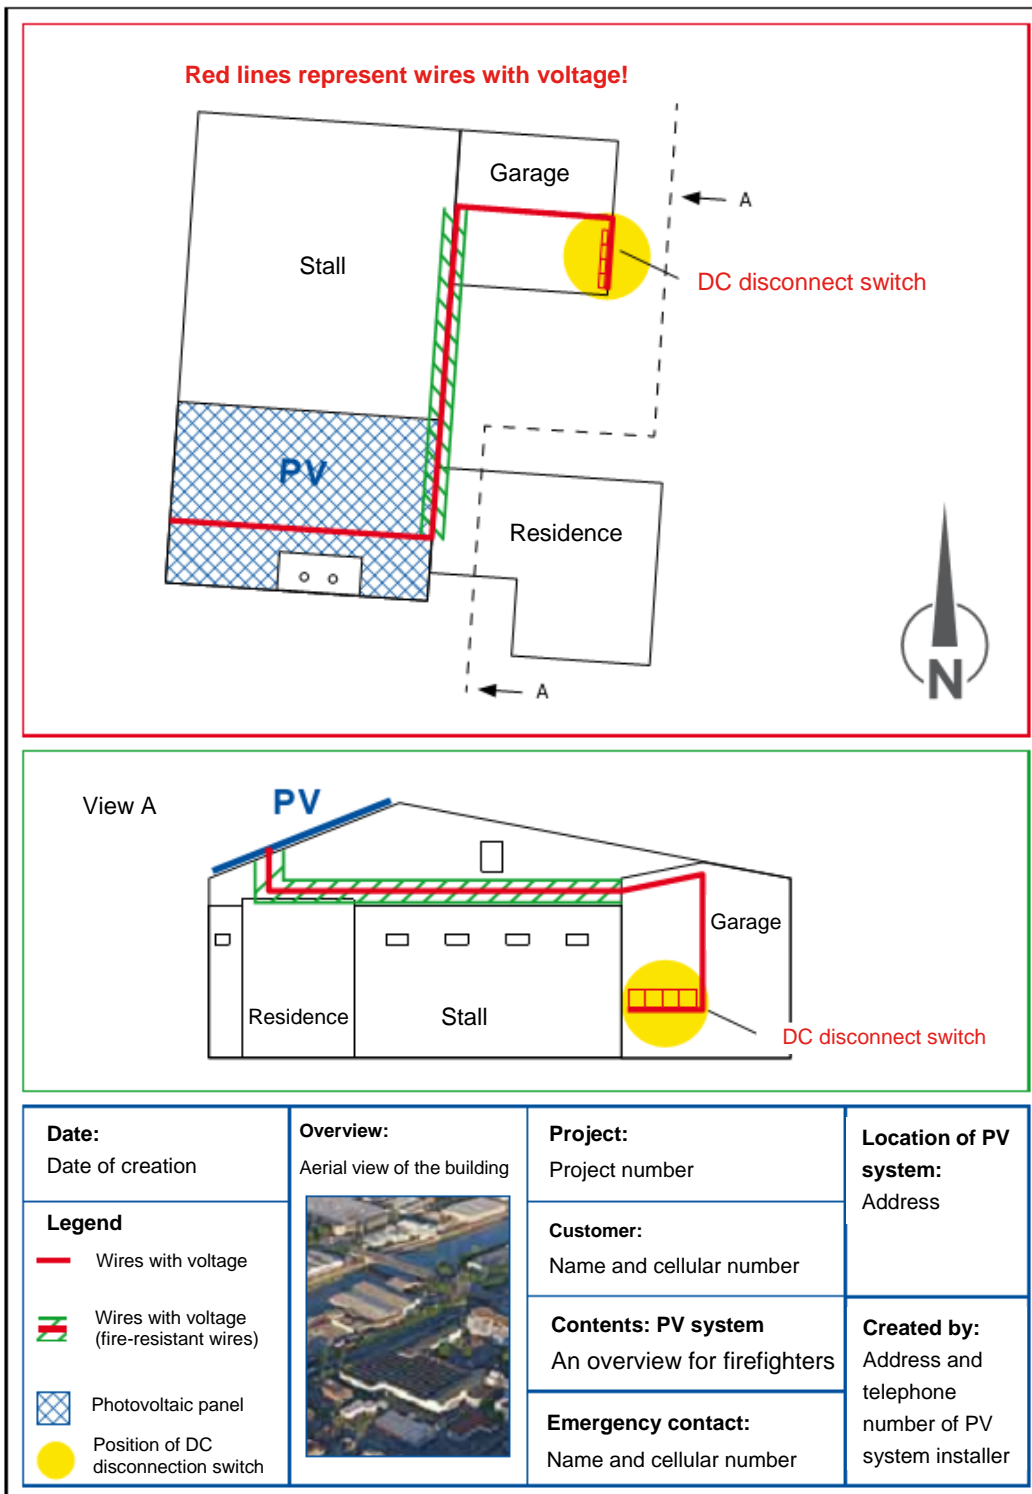 Red lines represent wires with voltage!
Garage
A
Stall
DC disconnect switch
PV
Residence
N
A
View A
PV
Garage
Residence
Stall
DC disconnect switch
Date:
Date of creation
Legend
Wires with voltage
Wires with voltage
(fire-resistant wires)
Photovoltaic panel
Position of DC
disconnection switch
Overview:
Aerial view of the building
Project:
Project number
Customer:
Name and cellular number
Contents: PV system
An overview for firefighters
Emergency contact:
Name and cellular number
Location of PV
system:
Address
Created by:
Address and
telephone
number of PV
system installer